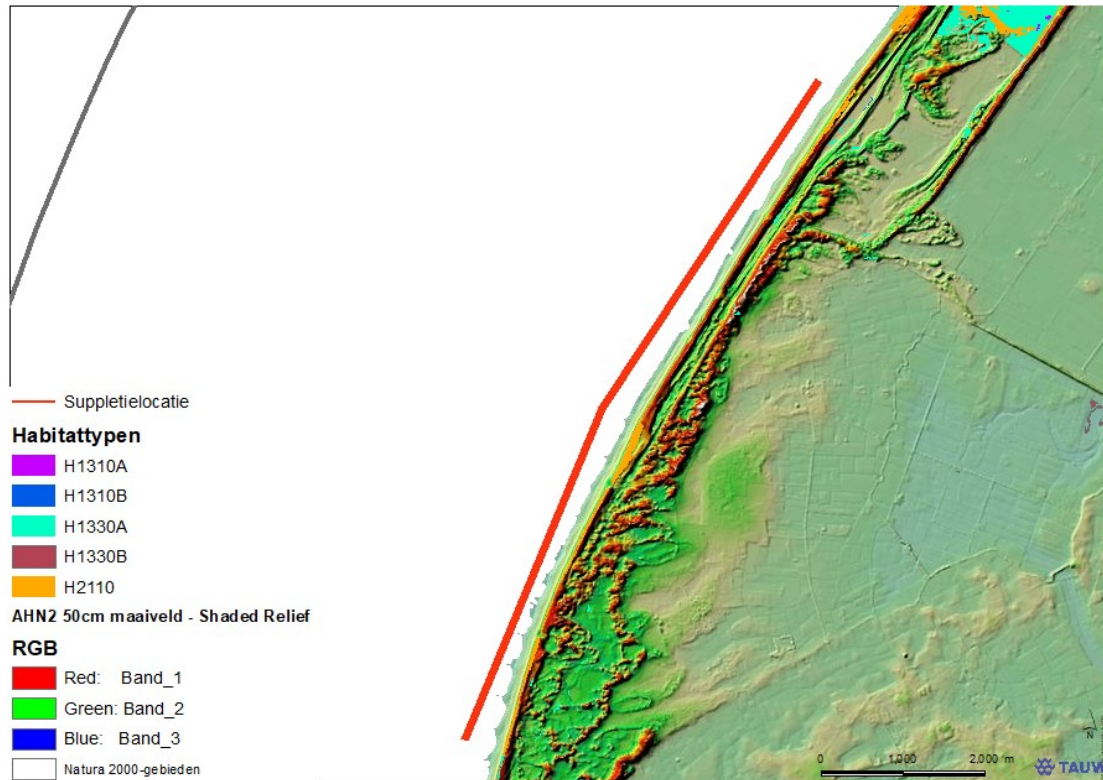 Suppletielocatie
Habitattypen
H1310A
H1310B
H1330A
H1330B
H2110
AHN2 50cm maaiveld - Shaded Relief
RGB
Red: Band_1
Green: Band_2
Blue: Band_3
Natura 2000-gebieden
N
0 1,000 2,000 m
TAUW